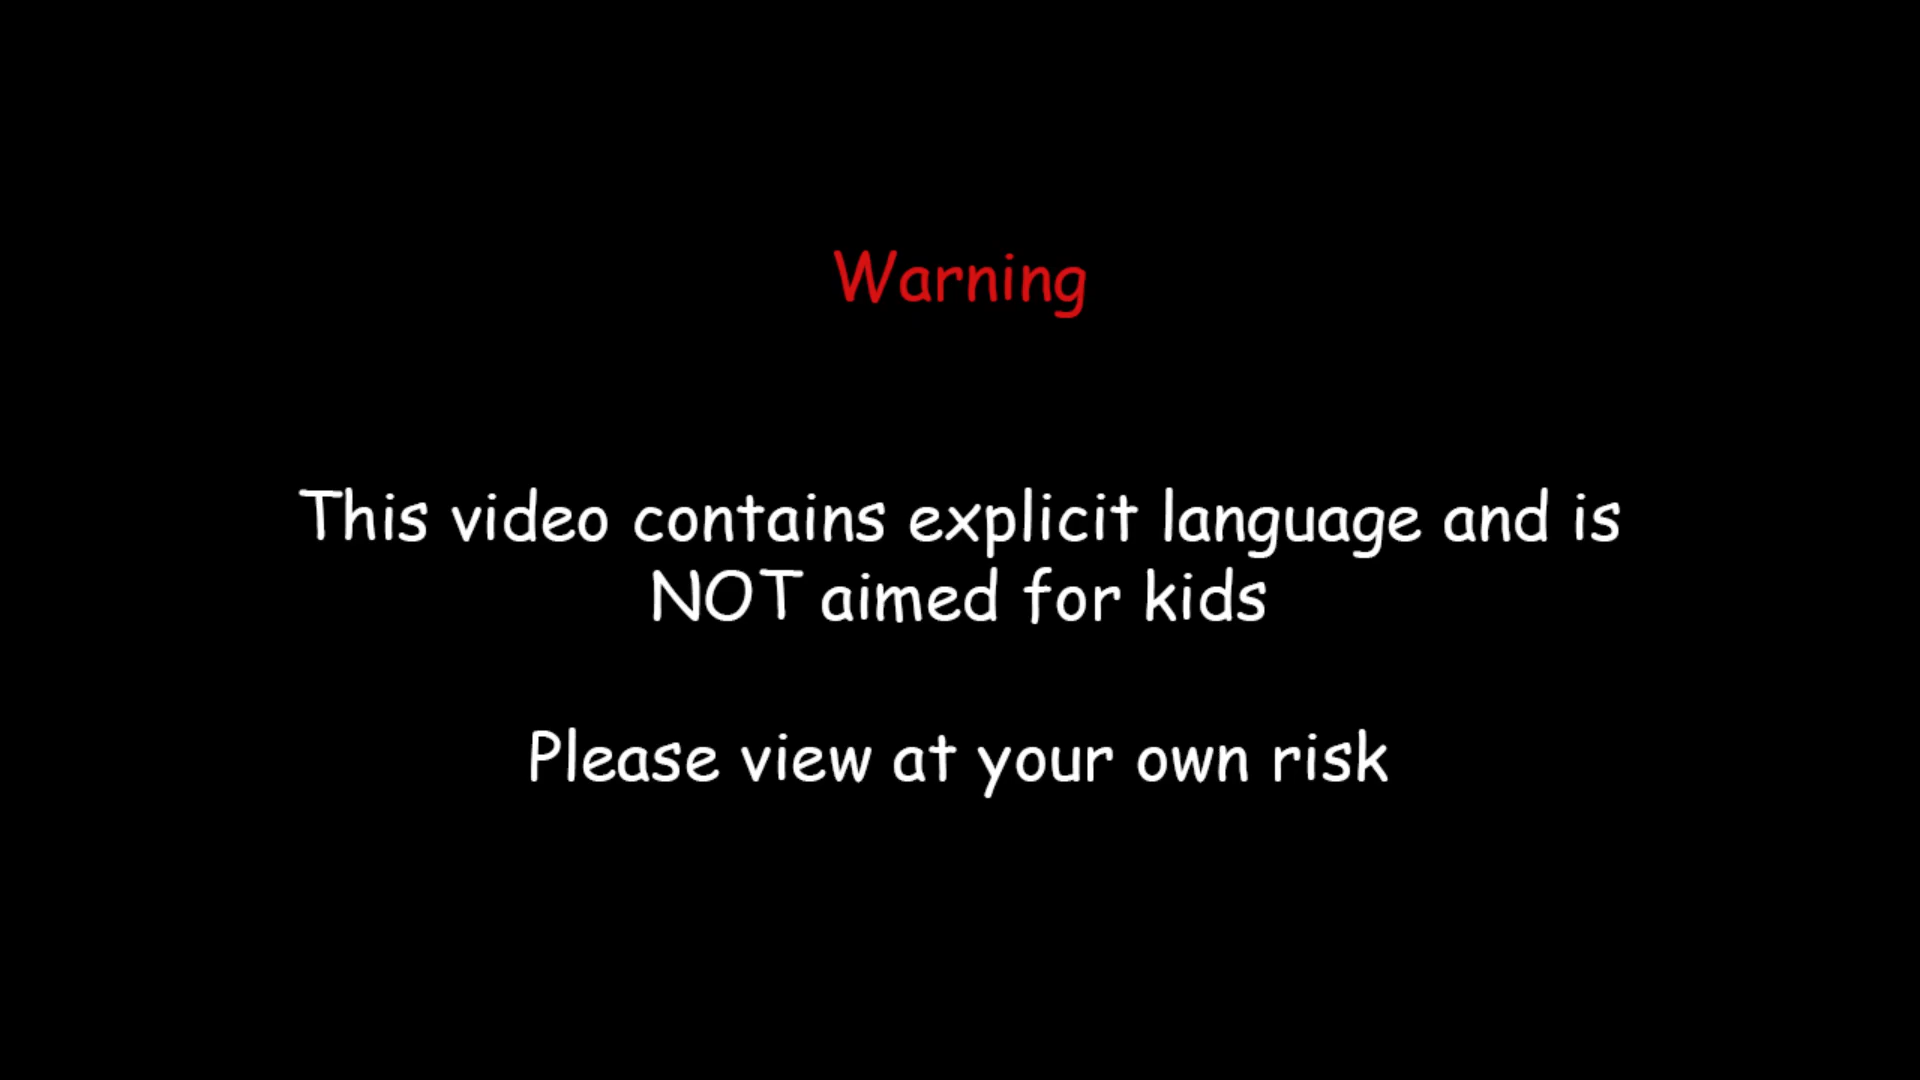 Warning
This video contains explicit language and is
NOT aimed for kids
Please view at your own risk